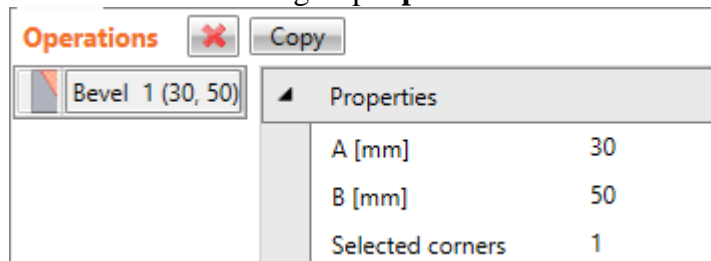 Operations Copy
Bevel 1 (30, 50) Properties
A [mm] 30
B [mm] 50
Selected corners 1